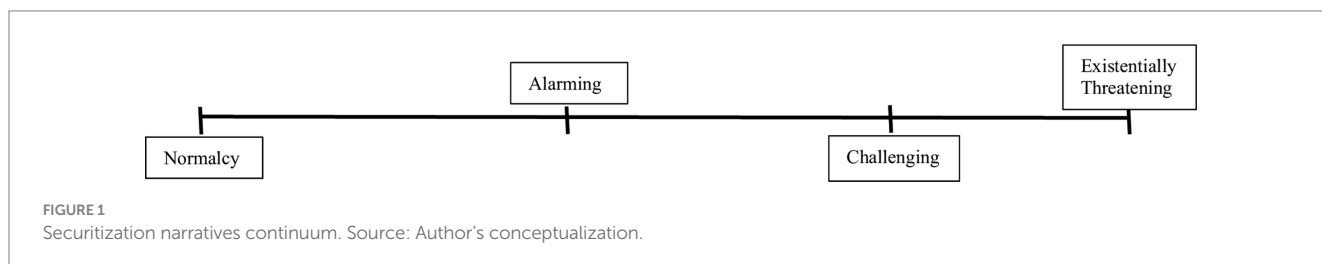 Existentially
Threatening
Alarming
Normalcy
Challenging
FIGURE 1
Securitization narratives continuum. Source: Author's conceptualization.